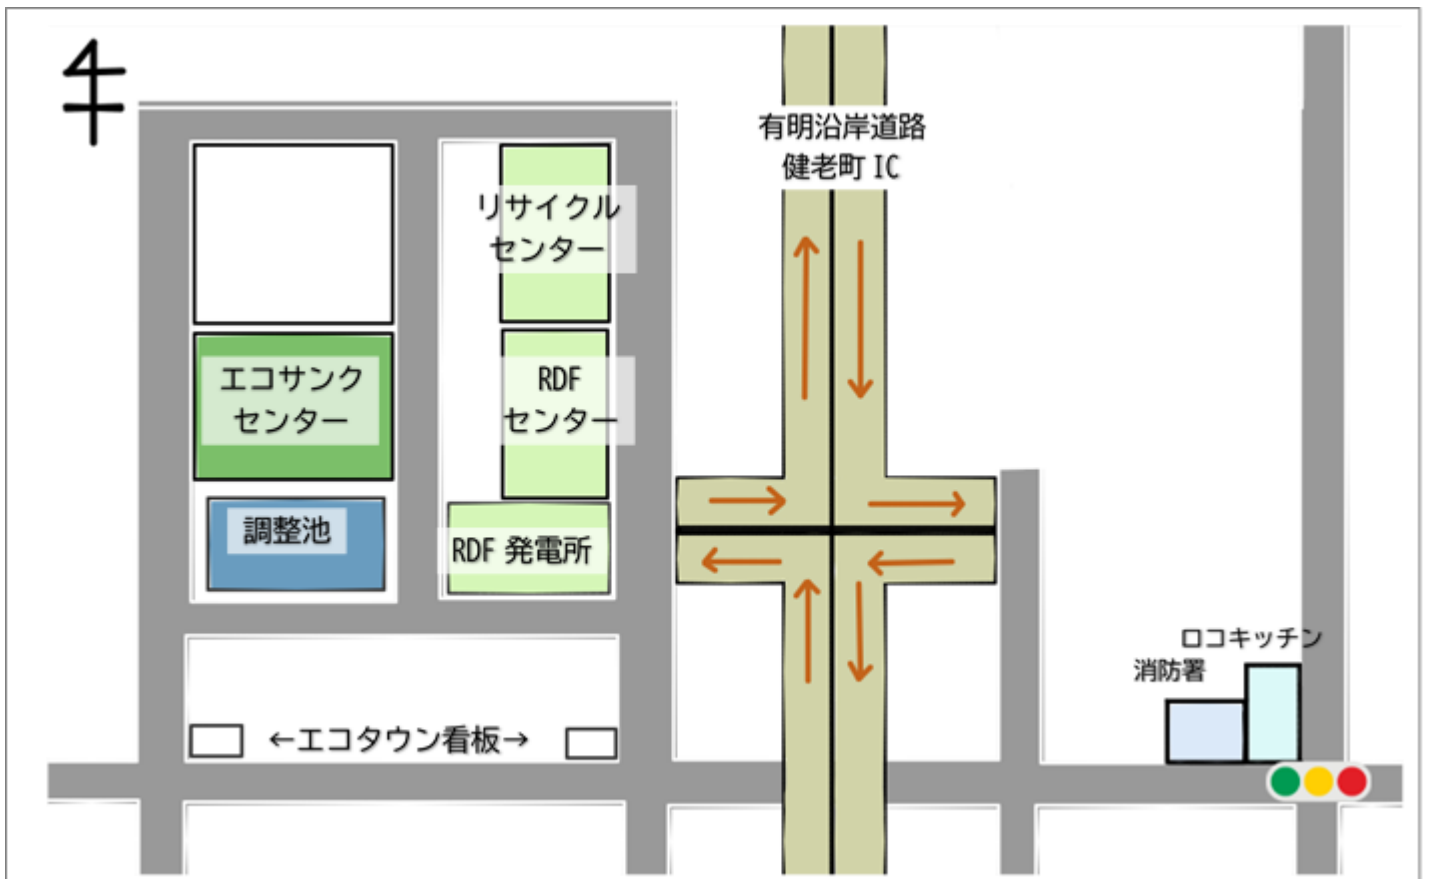 有明沿岸道路
健老町 IC
リサイクル
センター
エコサンク
センター
RDF
センター
調整池
RDF 発電所
ロコキッチン
消防署
←エコタウン看板→